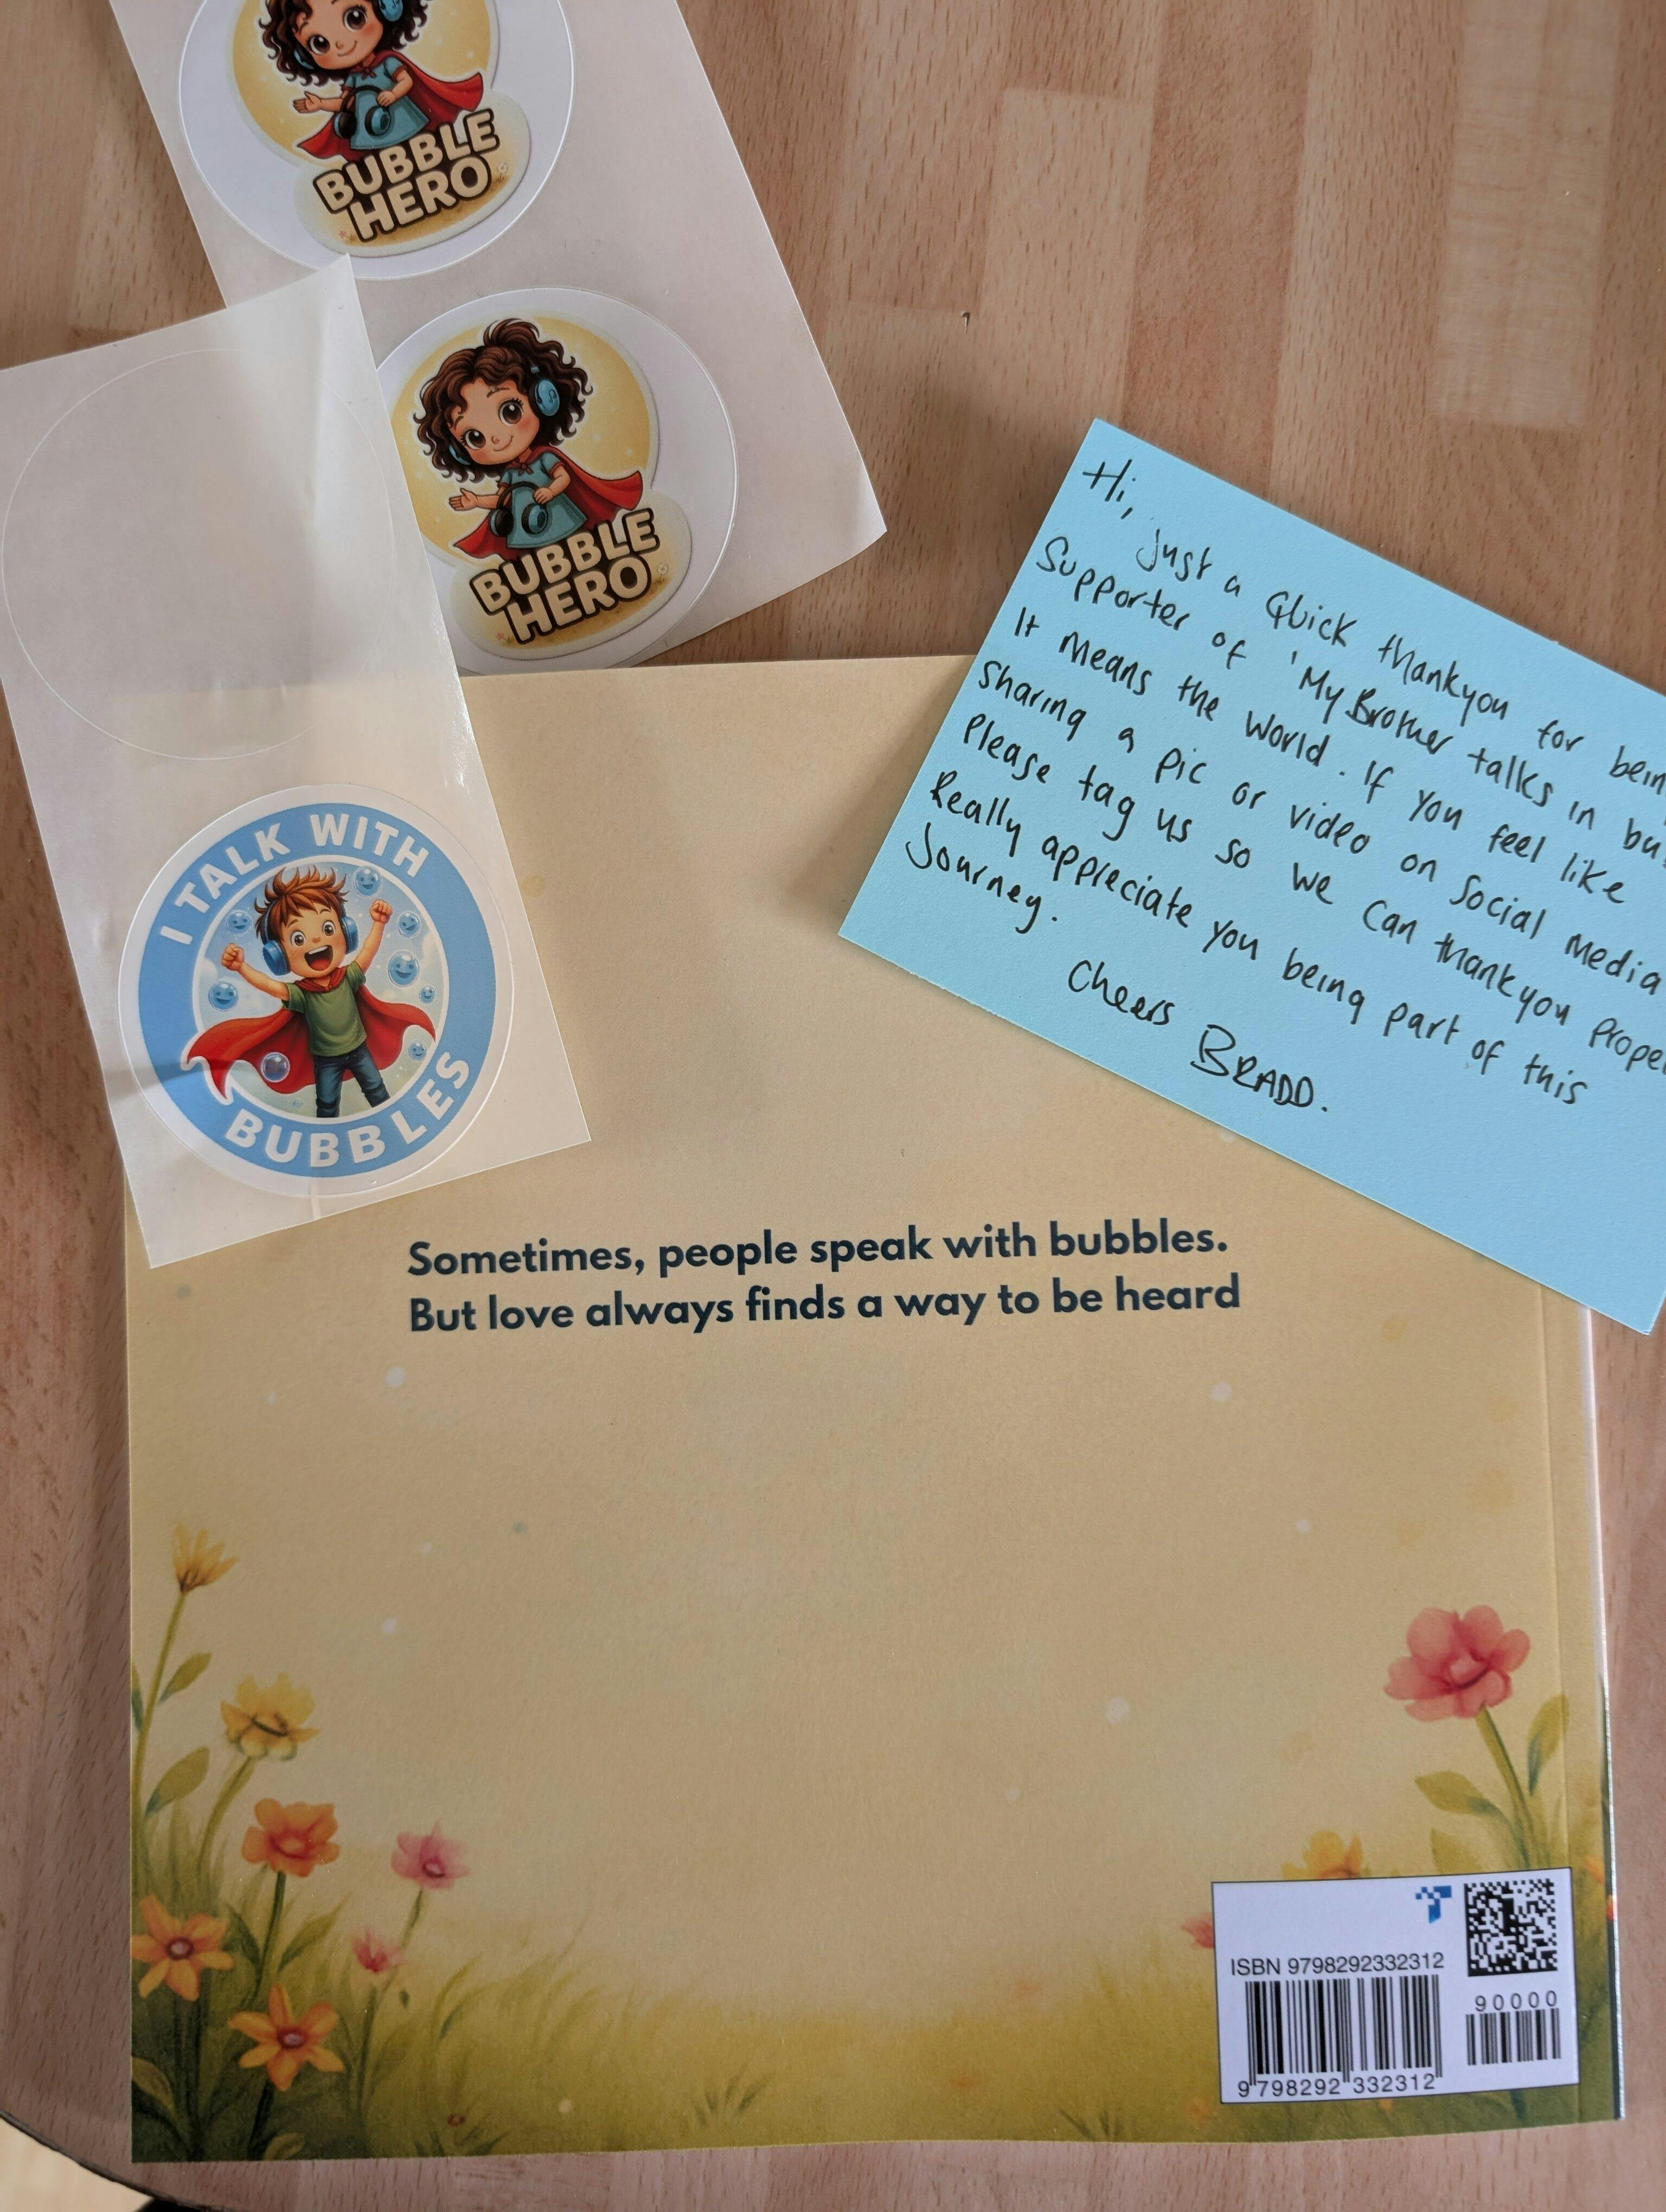 BUBBLE
HERO
BUBBLE
HERO
I TALK WITH
BUBBLES
Hi,
Just a Quick thankyou for
Supporter of 'My Brother talks in
It means the world. If you feel like
Sharing a pic or video on Social media
Please tag us so we can thankyou
Really appreciate you being part of this
Journey.
Cheers BRADD.
Sometimes, people speak with bubbles.
But love always finds a way to be heard
ISBN 9798292332312
90000
9 798292 332312